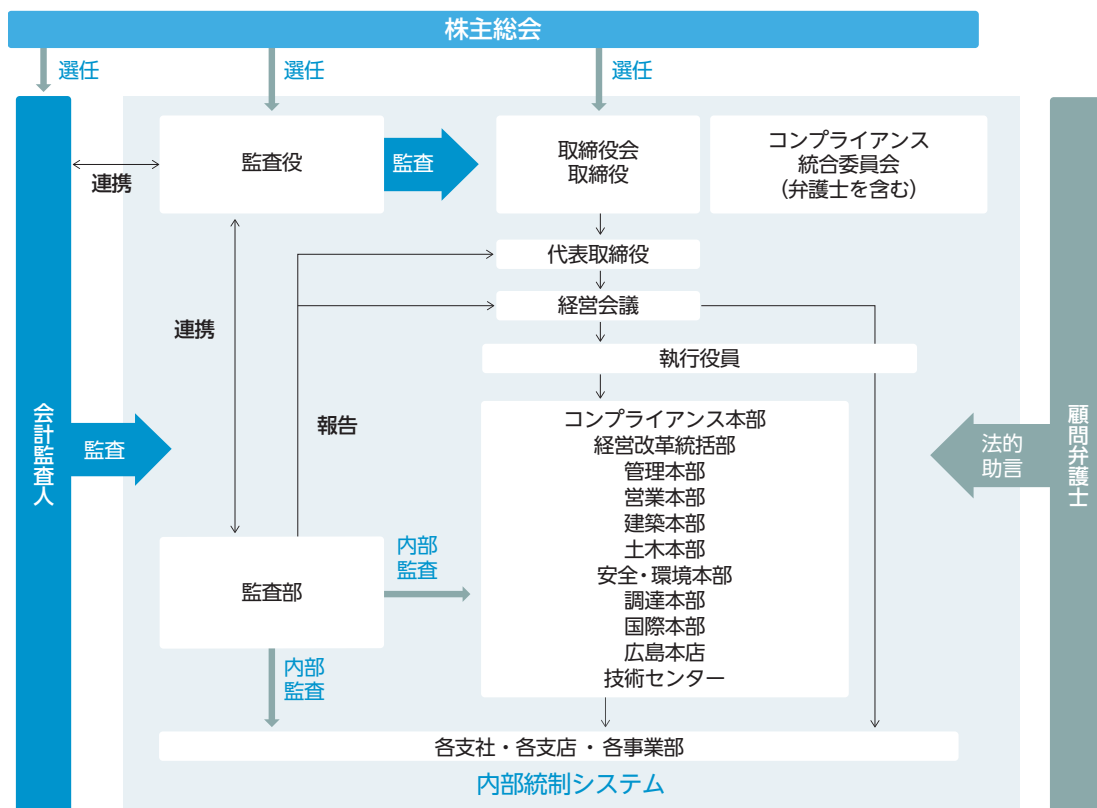 株主総会
選任
選任
選任
会計監査人
監査役
監査
取締役会
取締役
コンプライアンス
統合委員会
（弁護士を含む）
連携
代表取締役
経営会議
連携
執行役員
報告
監査
コンプライアンス本部
経営改革統括部
管理本部
営業本部
建築本部
土木本部
安全・環境本部
調達本部
国際本部
広島本店
技術センター
法的
助言
顧問弁護士
監査部
内部
監査
内部
監査
各支社・各支店・各事業部
内部統制システム